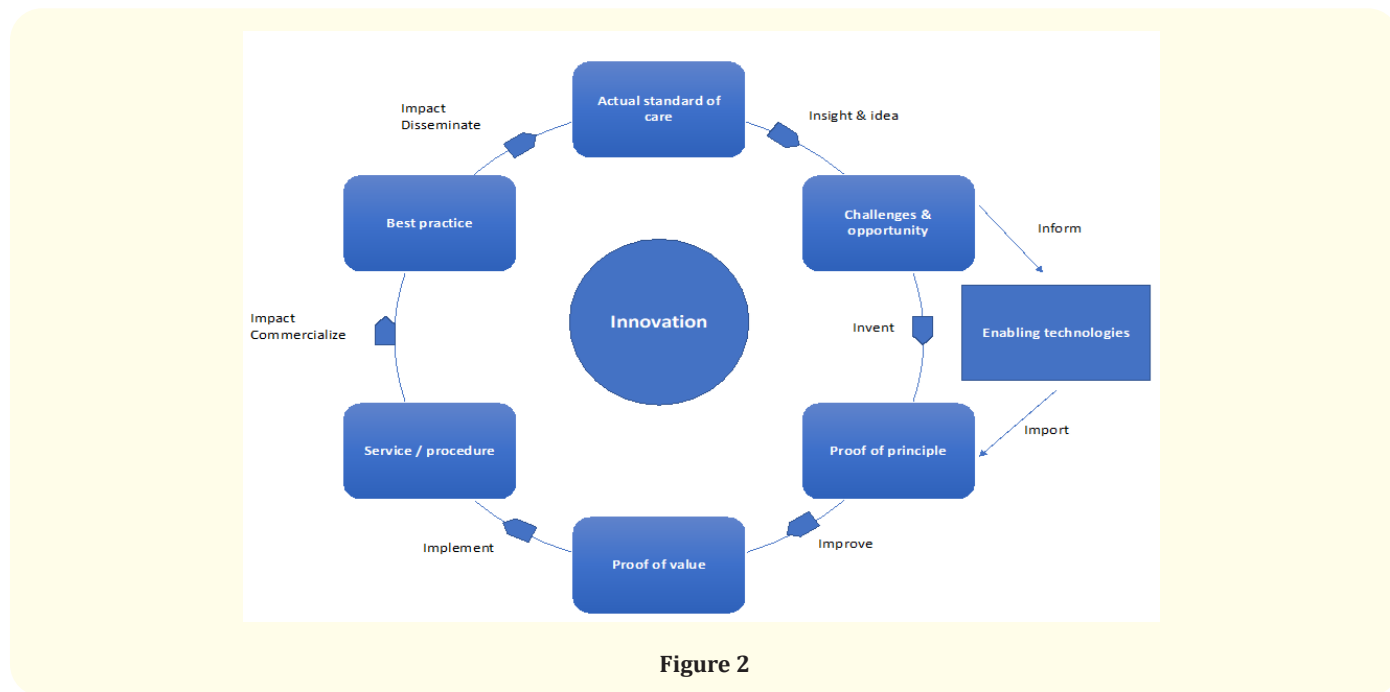 Actual standard of
care
Insight & idea
Challenges &
opportunity
Inform
Enabling technologies
Import
Invent
Proof of principle
Improve
Proof of value
Implement
Service / procedure
Impact
Commercialize
Best practice
Impact
Disseminate
Innovation
Figure 2